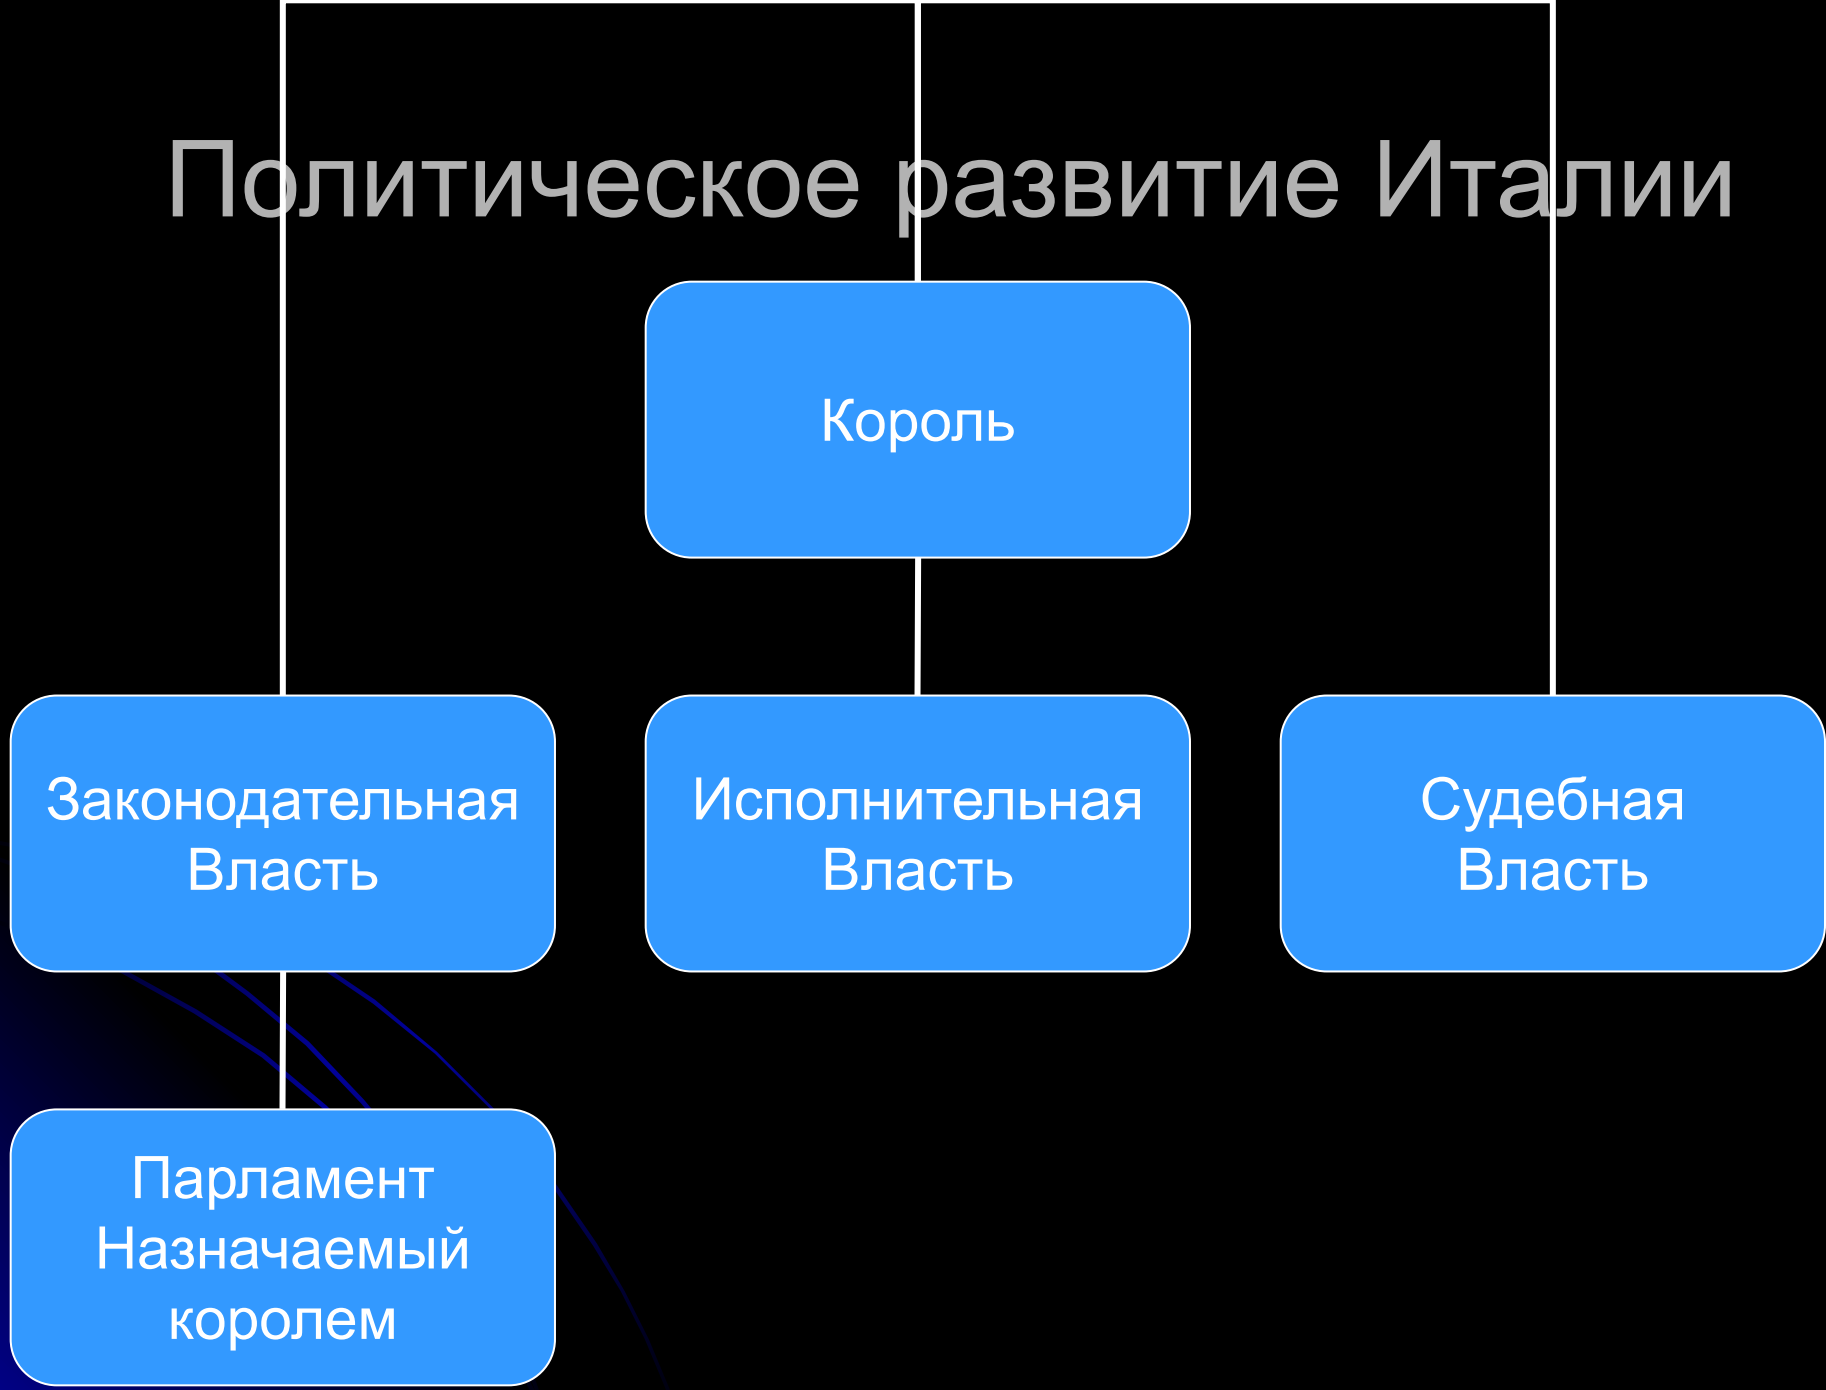 Политическое развитие Италии
Король
Законодательная
Власть
Исполнительная
Власть
Судебная
Власть
Парламент
Назначаемый
королем